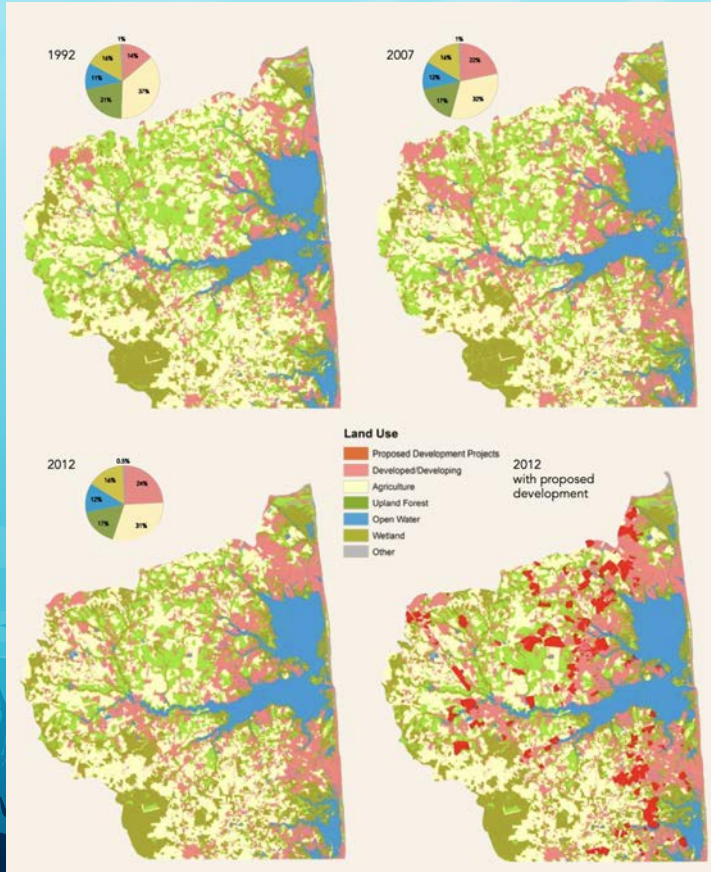 1992
1%
14%
37%
21%
11%
16%
2007
1%
22%
32%
17%
12%
16%
2012
0.5%
24%
31%
17%
12%
16%
Land Use
Proposed Development Projects
Developed/Developing
Agriculture
Upland Forest
Open Water
Wetland
Other
2012
with proposed
development